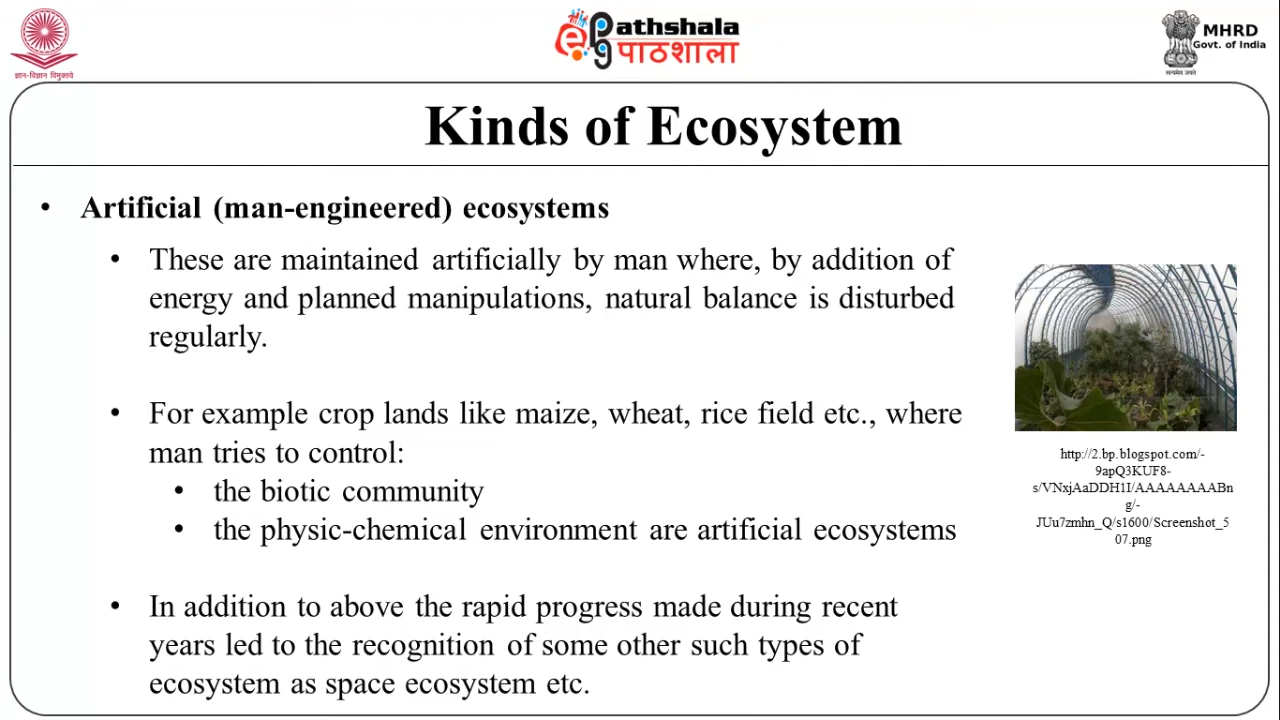 ज्ञान-विज्ञान विमुक्तये
ePathshala
पाठशाला
MHRD
Govt. of India
सत्यमेव जयते
Kinds of Ecosystem
• Artificial (man-engineered) ecosystems
• These are maintained artificially by man where, by addition of
energy and planned manipulations, natural balance is disturbed
regularly.
• For example crop lands like maize, wheat, rice field etc., where
man tries to control:
• the biotic community
• the physic-chemical environment are artificial ecosystems
• In addition to above the rapid progress made during recent
years led to the recognition of some other such types of
ecosystem as space ecosystem etc.
http://2.bp.blogspot.com/-
9apQ3KUF8-
s/VNxjAaDDH1I/AAAAAAAABn
g/-
JUu7zmhn_Q/s1600/Screenshot_5
07.png